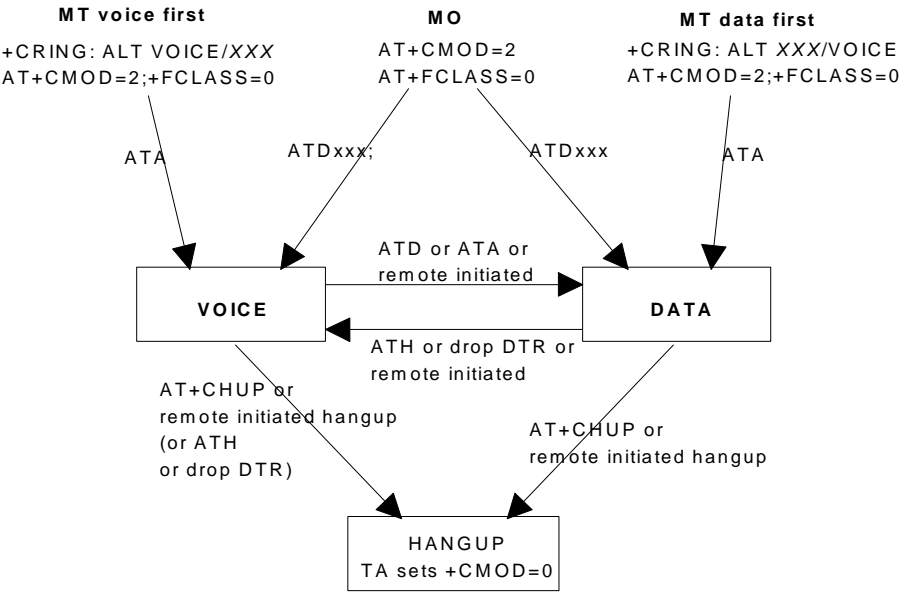 MT voice first
+CRING: ALT VOICE/XXX
AT+CMOD=2;+FCLASS=0
MO
AT+CMOD=2
AT+FCLASS=0
MT data first
+CRING: ALT XXX/VOICE
AT+CMOD=2;+FCLASS=0
ATA
ATDxxx;
ATDxxx
ATA
ATD or ATA or
remote initiated
VOICE
DATA
ATH or drop DTR or
remote initiated
AT+CHUP or
remote initiated hangup
(or ATH
or drop DTR)
AT+CHUP or
remote initiated hangup
HANGUP
TA sets +CMOD=0